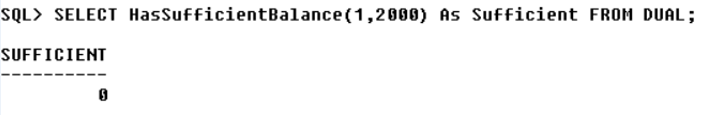 SQL> SELECT HasSufficientBalance(1,2000) As Sufficient FROM DUAL;
SUFFICIENT
----------
0